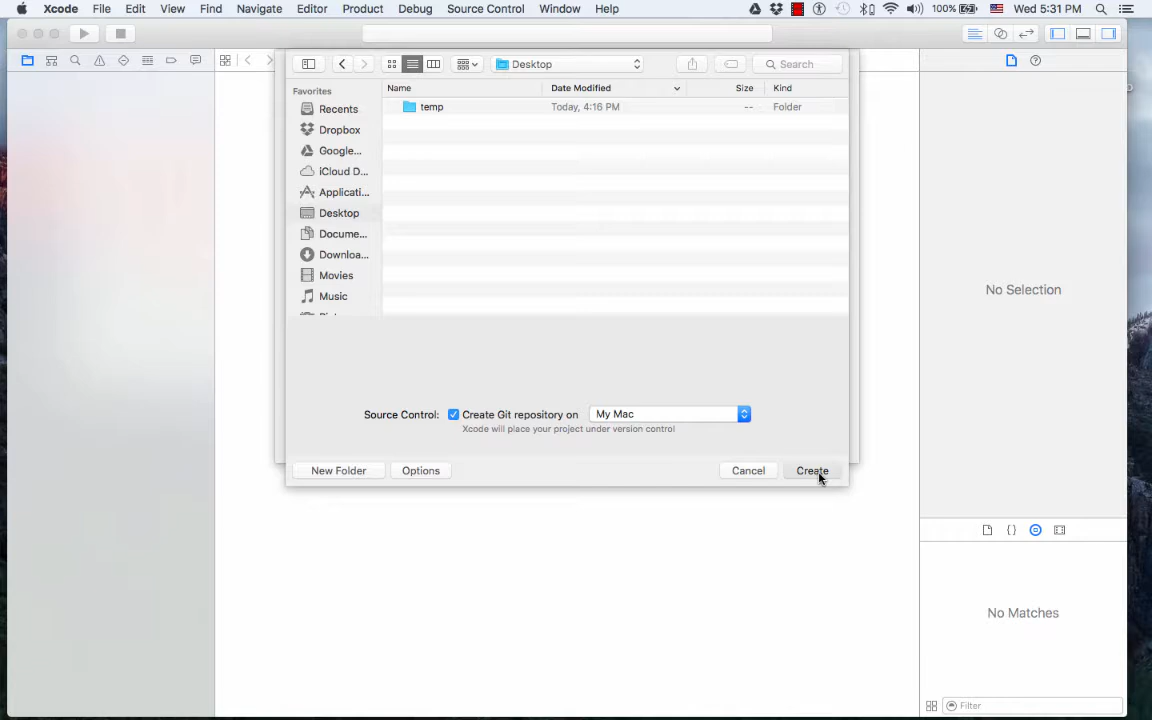 Xcode File Edit View Find Navigate Editor Product Debug Source Control Window Help 100% Wed 5:31 PM
Desktop Search
Favorites Name Date Modified Size Kind
temp Today, 4:16 PM -- Folder
Recents
Dropbox
Google...
iCloud D...
Applicati...
Desktop
Docume...
Downloa...
Movies
Music
No Selection
Source Control: Create Git repository on My Mac
Xcode will place your project under version control
New Folder Options Cancel Create
No Matches
Filter